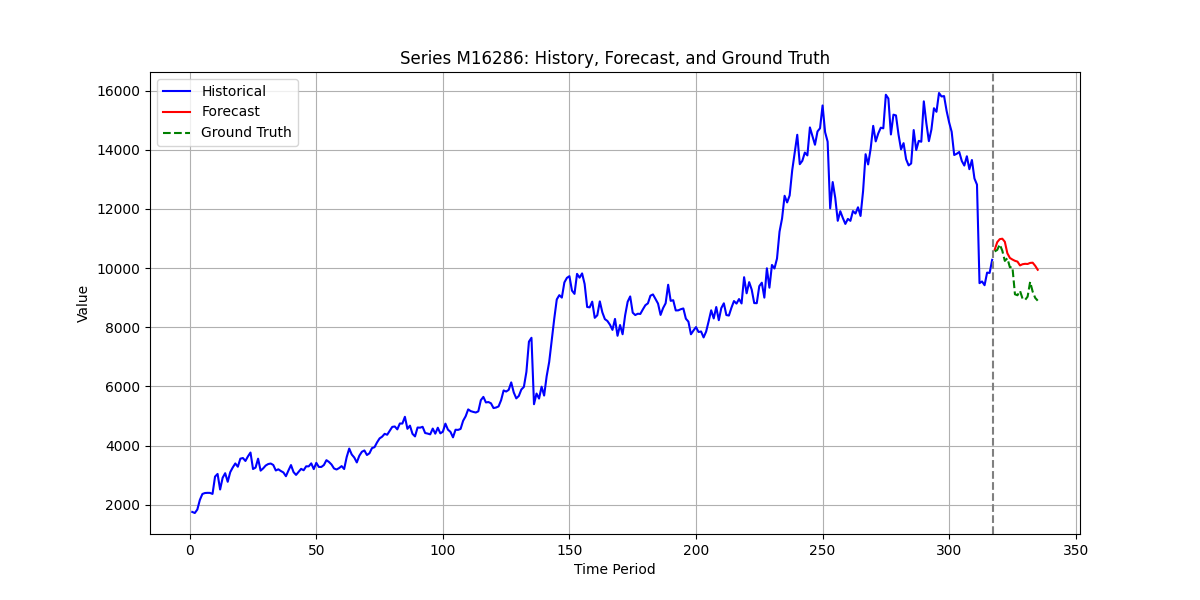 Series M16286: History, Forecast, and Ground Truth
Historical
Forecast
Ground Truth
16000
14000
12000
10000
8000
6000
4000
2000
Value
0 50 100 150 200 250 300 350
Time Period